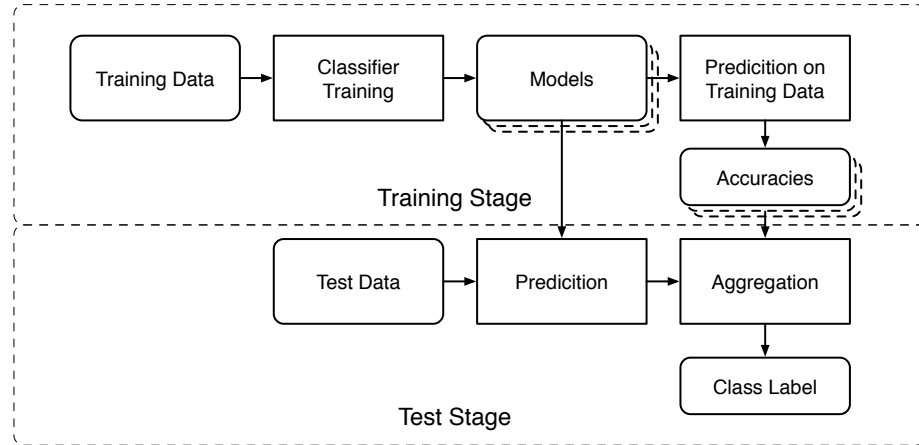 Training Data
Classifier
Training
Models
Predicition on
Training Data
Accuracies
Training Stage
Test Data
Predicition
Aggregation
Class Label
Test Stage